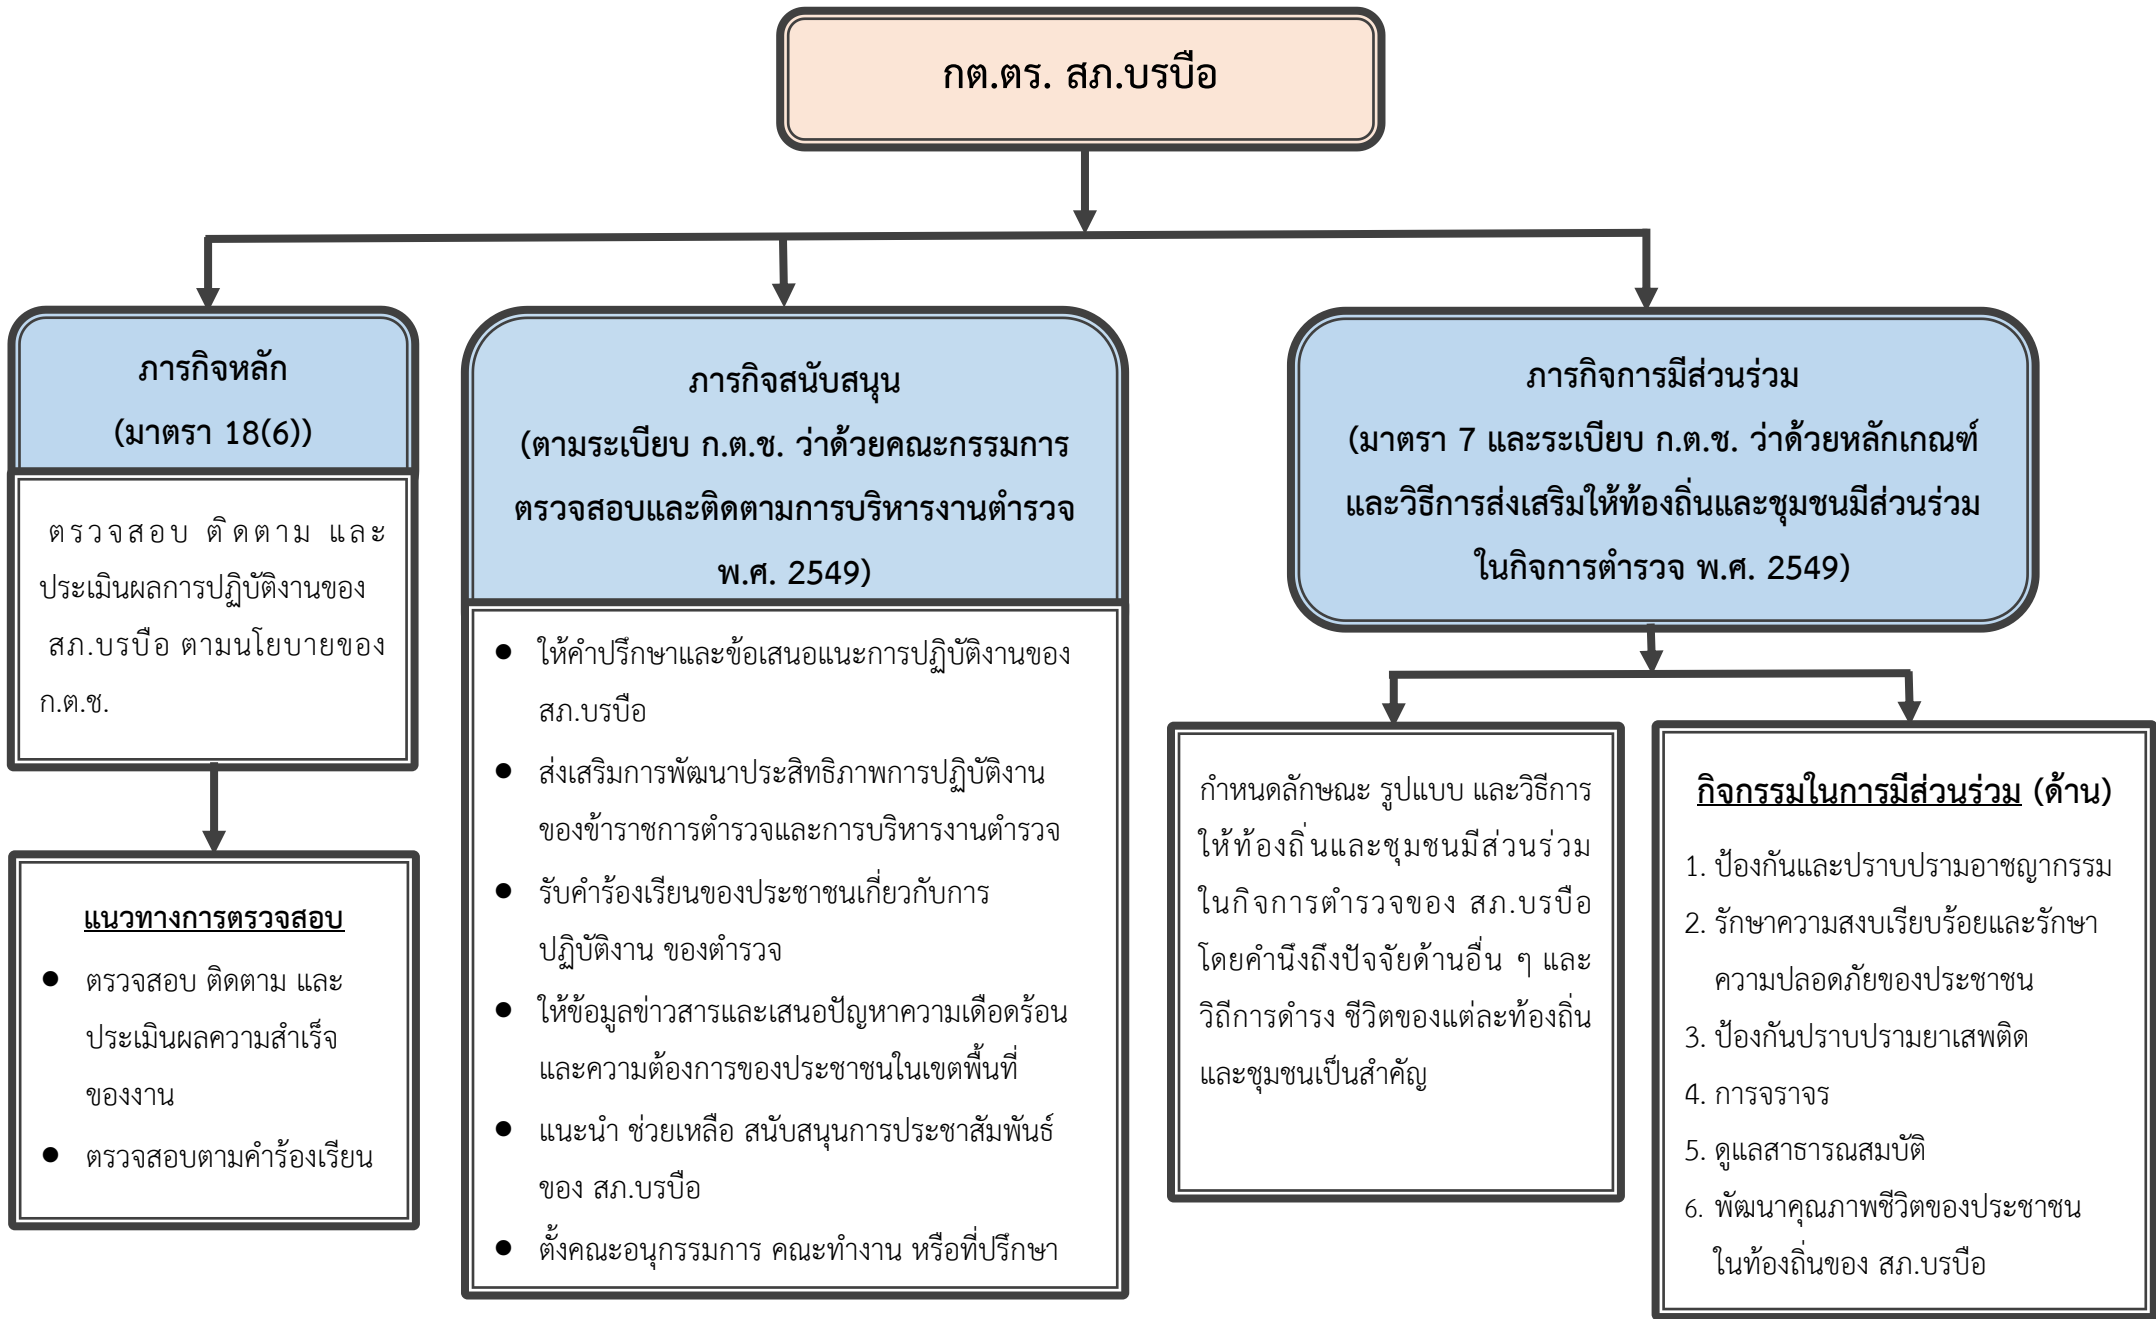 กต.ตร. สภ.บรบือ
ภารกิจหลัก
(มาตรา 18(6))
ตรวจสอบ ติดตาม และ
ประเมินผลการปฏิบัติงานของ
สภ.บรบือ ตามนโยบายของ
ก.ต.ช.
แนวทางการตรวจสอบ
● ตรวจสอบ ติดตาม และ
ประเมินผลความสำเร็จ
ของงาน
● ตรวจสอบตามคำร้องเรียน
ภารกิจสนับสนุน
(ตามระเบียบ ก.ต.ช. ว่าด้วยคณะกรรมการ
ตรวจสอบและติดตามการบริหารงานตำรวจ
พ.ศ. 2549)
● ให้คำปรึกษาและข้อเสนอแนะการปฏิบัติงานของ
สภ.บรบือ
● ส่งเสริมการพัฒนาประสิทธิภาพการปฏิบัติงาน
ของข้าราชการตำรวจและการบริหารงานตำรวจ
● รับคำร้องเรียนของประชาชนเกี่ยวกับการ
ปฏิบัติงาน ของตำรวจ
● ให้ข้อมูลข่าวสารและเสนอปัญหาความเดือดร้อน
และความต้องการของประชาชนในเขตพื้นที่
● แนะนำ ช่วยเหลือ สนับสนุนการประชาสัมพันธ์
ของ สภ.บรบือ
● ตั้งคณะอนุกรรมการ คณะทำงาน หรือที่ปรึกษา
ภารกิจการมีส่วนร่วม
(มาตรา 7 และระเบียบ ก.ต.ช. ว่าด้วยหลักเกณฑ์
และวิธีการส่งเสริมให้ท้องถิ่นและชุมชนมีส่วนร่วม
ในกิจการตำรวจ พ.ศ. 2549)
กำหนดลักษณะ รูปแบบ และวิธีการ
ให้ท้องถิ่นและชุมชนมีส่วนร่วม
ในกิจการตำรวจของ สภ.บรบือ
โดยคำนึงถึงปัจจัยด้านอื่น ๆ และ
วิถีการดำรง ชีวิตของแต่ละท้องถิ่น
และชุมชนเป็นสำคัญ
กิจกรรมในการมีส่วนร่วม (ด้าน)
1. ป้องกันและปราบปรามอาชญากรรม
2. รักษาความสงบเรียบร้อยและรักษา
ความปลอดภัยของประชาชน
3. ป้องกันปราบปรามยาเสพติด
4. การจราจร
5. ดูแลสาธารณสมบัติ
6. พัฒนาคุณภาพชีวิตของประชาชน
ในท้องถิ่นของ สภ.บรบือ